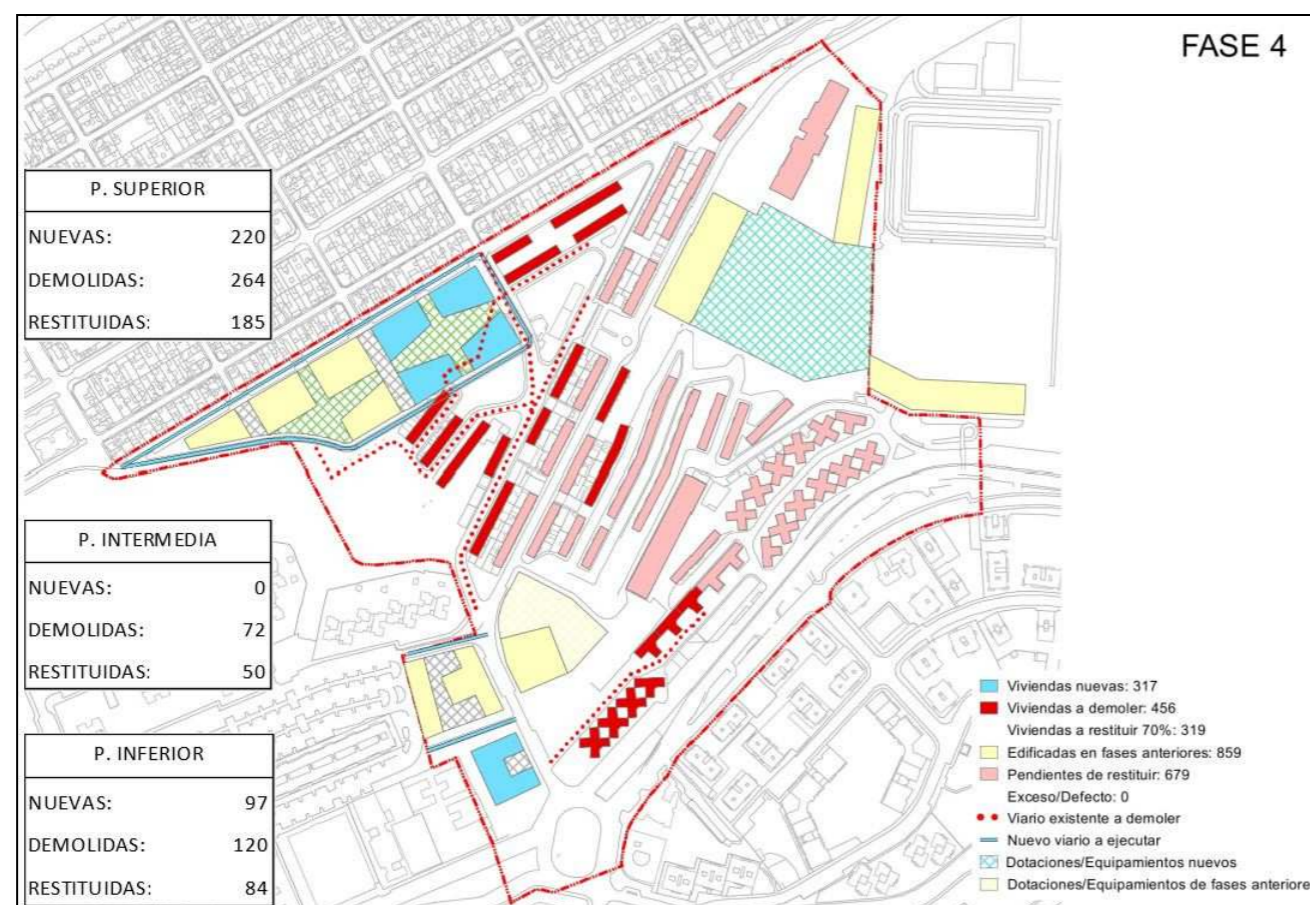 FASE 4
P. SUPERIOR
NUEVAS: 220
DEMOLIDAS: 264
RESTITUIDAS: 185
P. INTERMEDIA
NUEVAS: 0
DEMOLIDAS: 72
RESTITUIDAS: 50
P. INFERIOR
NUEVAS: 97
DEMOLIDAS: 120
RESTITUIDAS: 84
Viviendas nuevas: 317
Viviendas a demoler: 456
Viviendas a restituir 70%: 319
Edificadas en fases anteriores: 859
Pendientes de restituir: 679
Exceso/Defecto: 0
Viario existente a demoler
Nuevo viario a ejecutar
Dotaciones/Equipamientos nuevos
Dotaciones/Equipamientos de fases anteriore